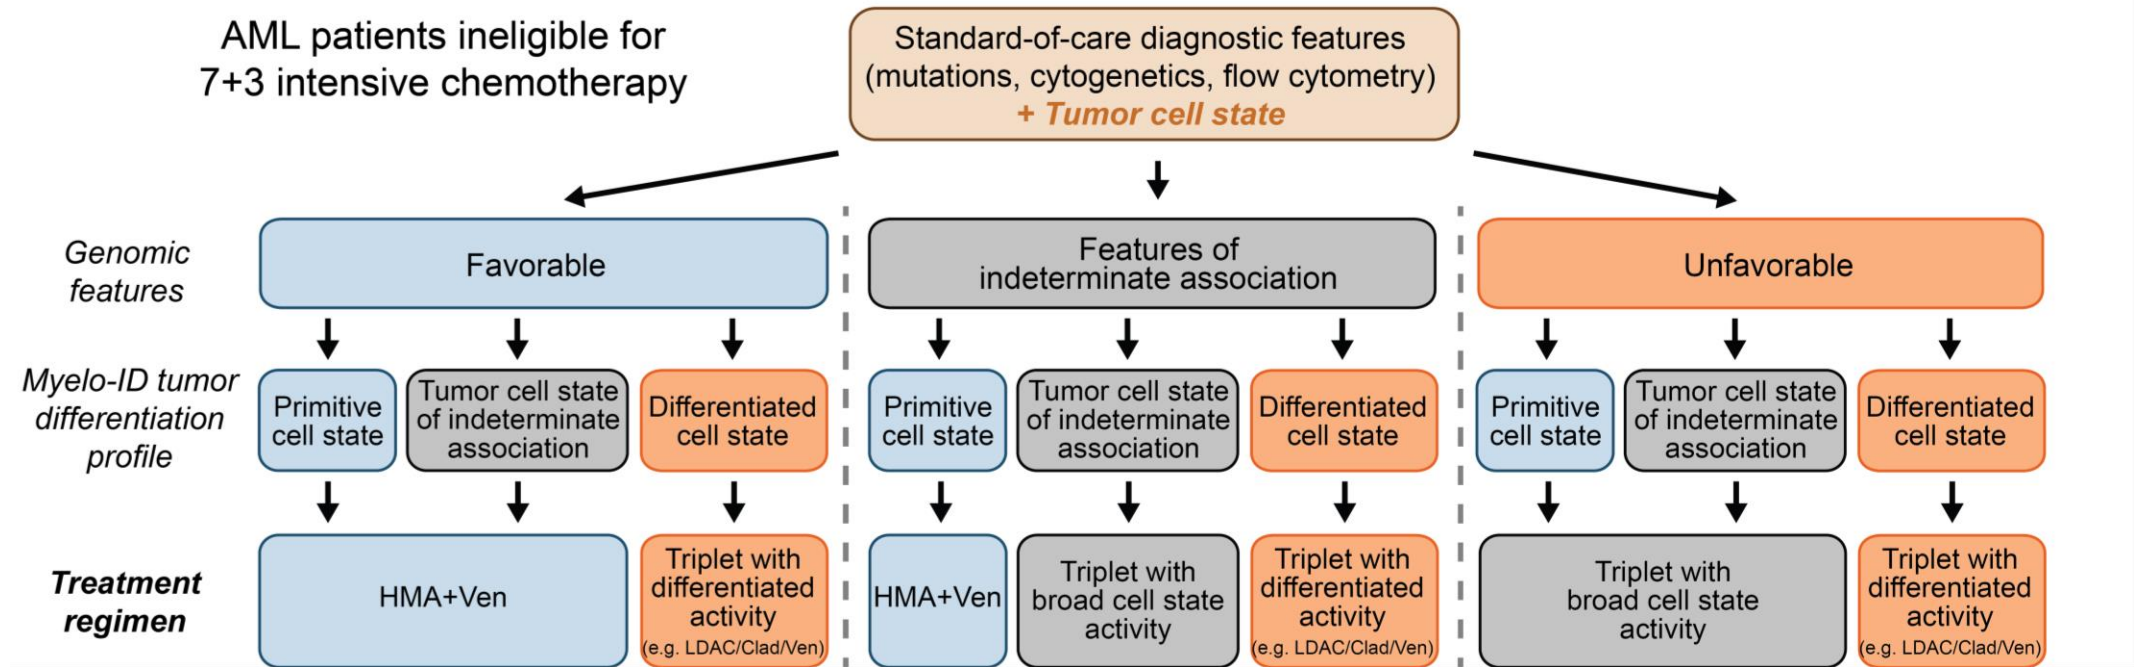 AML patients ineligible for
7+3 intensive chemotherapy
Standard-of-care diagnostic features
(mutations, cytogenetics, flow cytometry)
+ Tumor cell state
Genomic
features
Favorable
Features of
indeterminate association
Unfavorable
Myelo-ID tumor
differentiation
profile
Primitive
cell state
Tumor cell state
of indeterminate
association
Differentiated
cell state
Primitive
cell state
Tumor cell state
of indeterminate
association
Differentiated
cell state
Primitive
cell state
Tumor cell state
of indeterminate
association
Differentiated
cell state
Treatment
regimen
HMA+Ven
Triplet with
differentiated
activity
(e.g. LDAC/Clad/Ven)
HMA+Ven
Triplet with
broad cell state
activity
Triplet with
differentiated
activity
(e.g. LDAC/Clad/Ven)
Triplet with
broad cell state
activity
Triplet with
differentiated
activity
(e.g. LDAC/Clad/Ven)